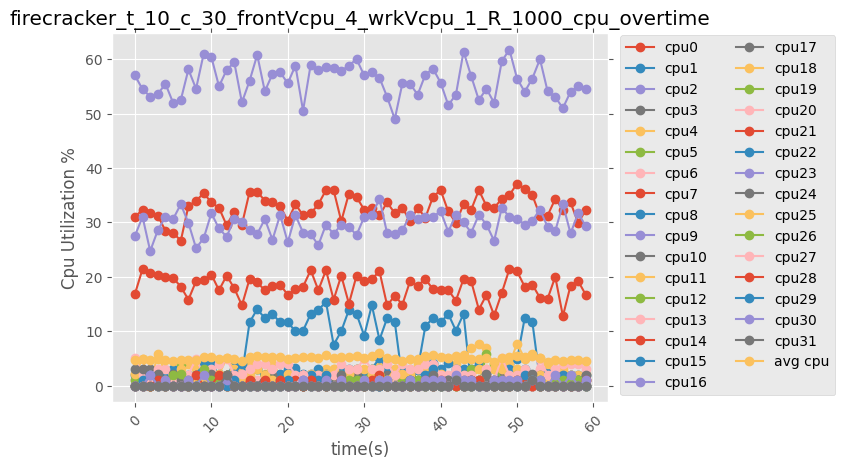 firecracker_t_10_c_30_frontVcpu_4_wrkVcpu_1_R_1000_cpu_overtime
Cpu Utilization %
60
50
40
30
20
10
0
0
10
20
30
40
50
60
time(s)
cpu0
cpu1
cpu2
cpu3
cpu4
cpu5
cpu6
cpu7
cpu8
cpu9
cpu10
cpu11
cpu12
cpu13
cpu14
cpu15
cpu16
cpu17
cpu18
cpu19
cpu20
cpu21
cpu22
cpu23
cpu24
cpu25
cpu26
cpu27
cpu28
cpu29
cpu30
cpu31
avg cpu